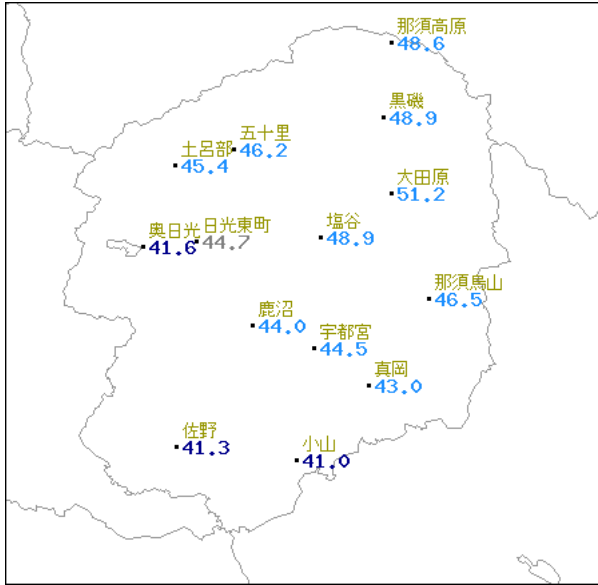 那須高原
48.6
黒磯
48.9
五十里
46.2
土呂部
45.4
大田原
51.2
奥日光
41.6
日光東町
44.7
塩谷
48.9
那須烏山
46.5
鹿沼
44.0
宇都宮
44.5
真岡
43.0
佐野
41.3
小山
41.0